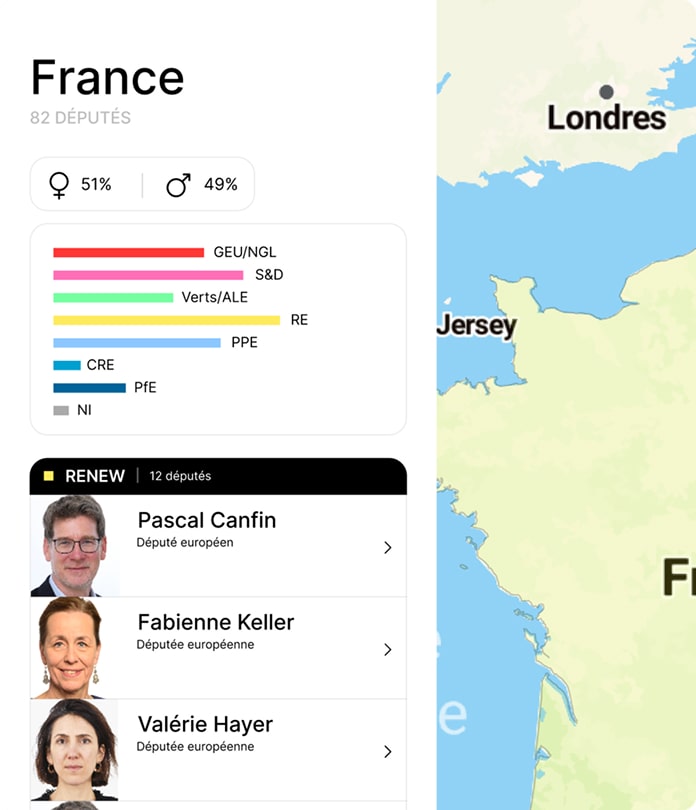 France
82 DÉPUTÉS
51%
49%
GEU/NGL
S&D
Verts/ALE
RE
PPE
CRE
PfE
NI
RENEW | 12 députés
Pascal Canfin
Député européen
Fabienne Keller
Députée européenne
Valérie Hayer
Députée européenne
Londres
Jersey
Fr
e
e